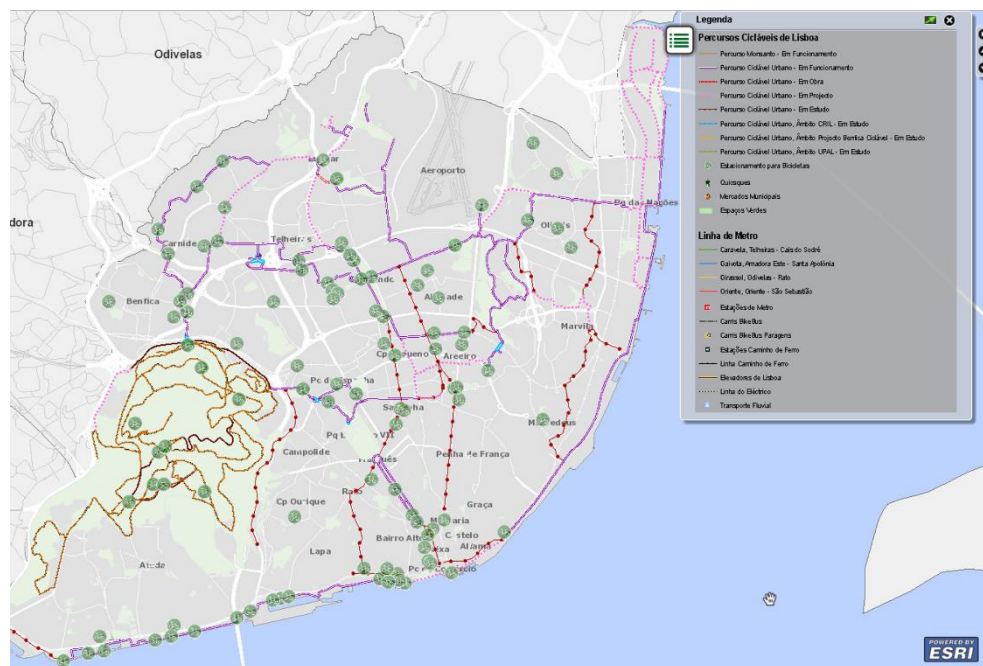 Legenda
Percursos Cicláveis de Lisboa
Percurso Monsanto - Em Funcionamento
Percurso Ciclável Urbano - Em Funcionamento
Percurso Ciclável Urbano - Em Obra
Percurso Ciclável Urbano - Em Projecto
Percurso Ciclável Urbano - Em Estudo
Percurso Ciclável Urbano, Âmbito CRIL - Em Estudo
Percurso Ciclável Urbano, Âmbito Projecto Benfica Ciclável - Em Estudo
Percurso Ciclável Urbano, Âmbito UPAL - Em Estudo
Estacionamento para Bicicletas
Quiosques
Mercados Municipais
Espaços Verdes
Linha de Metro
Caravela, Telheiras - Cais do Sodré
Gaivota, Amadora Este - Santa Apolónia
Girassol, Odivelas - Rato
Oriente, Oriente - São Sebastião
Estações de Metro
Carris BikeBus
Carris BikeBus Paragens
Estações Caminho de Ferro
Linha Caminho de Ferro
Elevadores de Lisboa
Linha do Eléctrico
Transporte Fluvial
Odivelas
Aeroporto
dora
Pq das Nações
Carnide
Telheiras
Benfica
Marvila
Areeiro
Campolide
Penha de França
Cp Ourique
Rato
Graça
Bairro Alto
Castelo
Lapa
Alfama
Ajuda
POWERED BY
ESRI